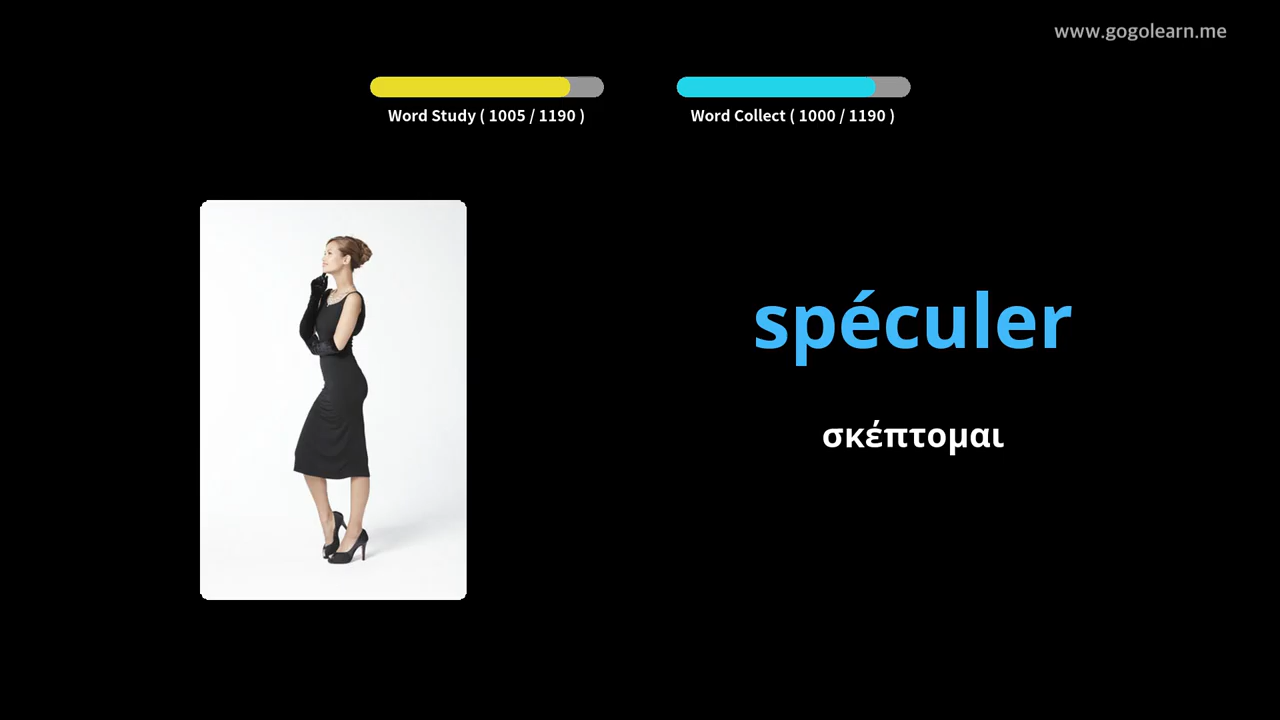 www.gogolearn.me
Word Study ( 1005 / 1190 )
Word Collect ( 1000 / 1190 )
spéculer
σκέπτομαι